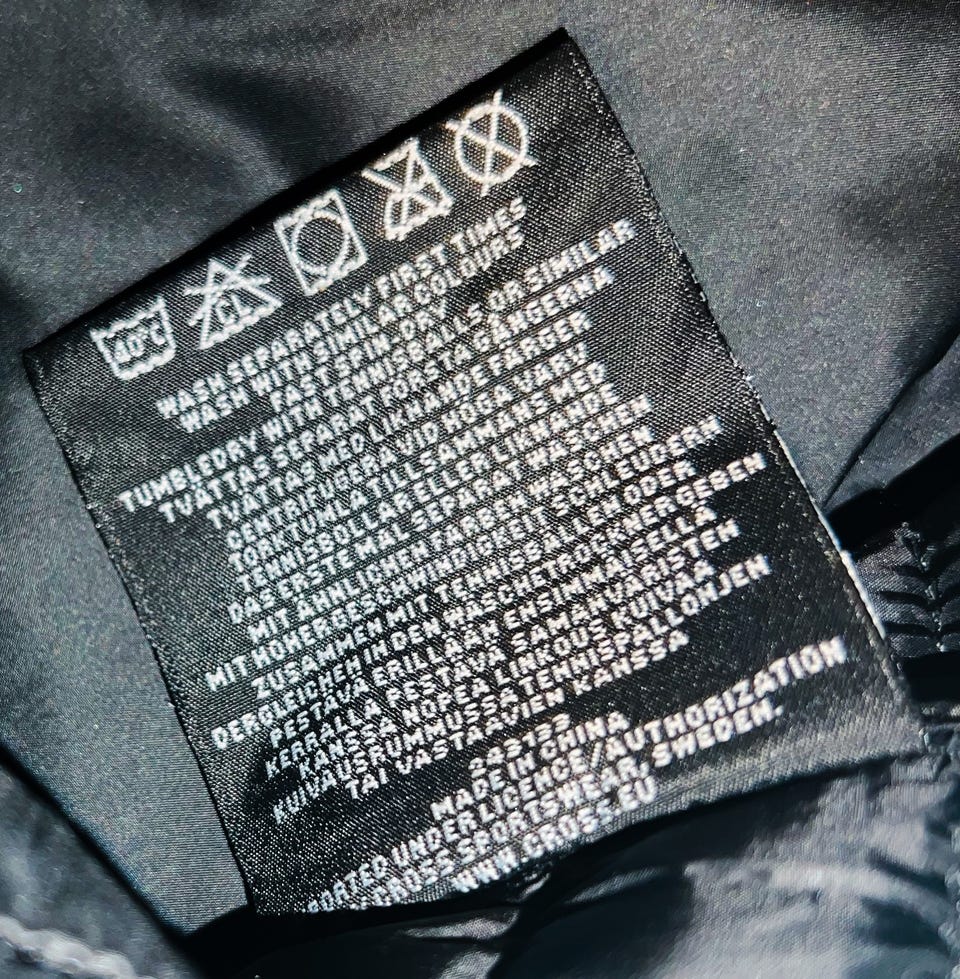 40°C CL
WASH SEPARATELY FIRST TIMES
WASH WITH SIMILAR COLOURS
FAST SPIN-DRY
TUMBLEDRY WITH TENNISBALLS OR SIMILAR
TVÄTTAS SEPARAT FÖRSTA GÅNGERNA
TVÄTTAS MED LIKNANDE FÄRGER
CENTRIFUGERA VID HÖGA VARV
TORKTUMLA TILLSAMMANS MED
TENNISBOLLAR ELLER LIKNANDE
DAS ERSTE MAL SEPARAT WASCHEN
MIT ÄHNLICHEN FARBEN WASCHEN
MIT HOHER GESCHWINDIGKEIT SCHLEUDERN
ZUSAMMEN MIT TENNISBÄLLEN ODER
DERGLEICHEN IN DEN WÄSCHETROCKNER GEBEN
PESTÄVÄ ERILLÄÄN ENSIMMÄISELLÄ
KERRALLA PESTÄVÄ SAMANVÄRISTEN
KANSSA NOPEA LINKOUS KUIVAA
KUIVAUSRUMMUSSA TENNISPALLOJEN
TAI VASTAAVIEN KANSSA
MADE IN CHINA
UNDER LICENCE/AUTHORIZATION
SPORTSWEAR, SWEDEN.
WWW.CROSS.EU